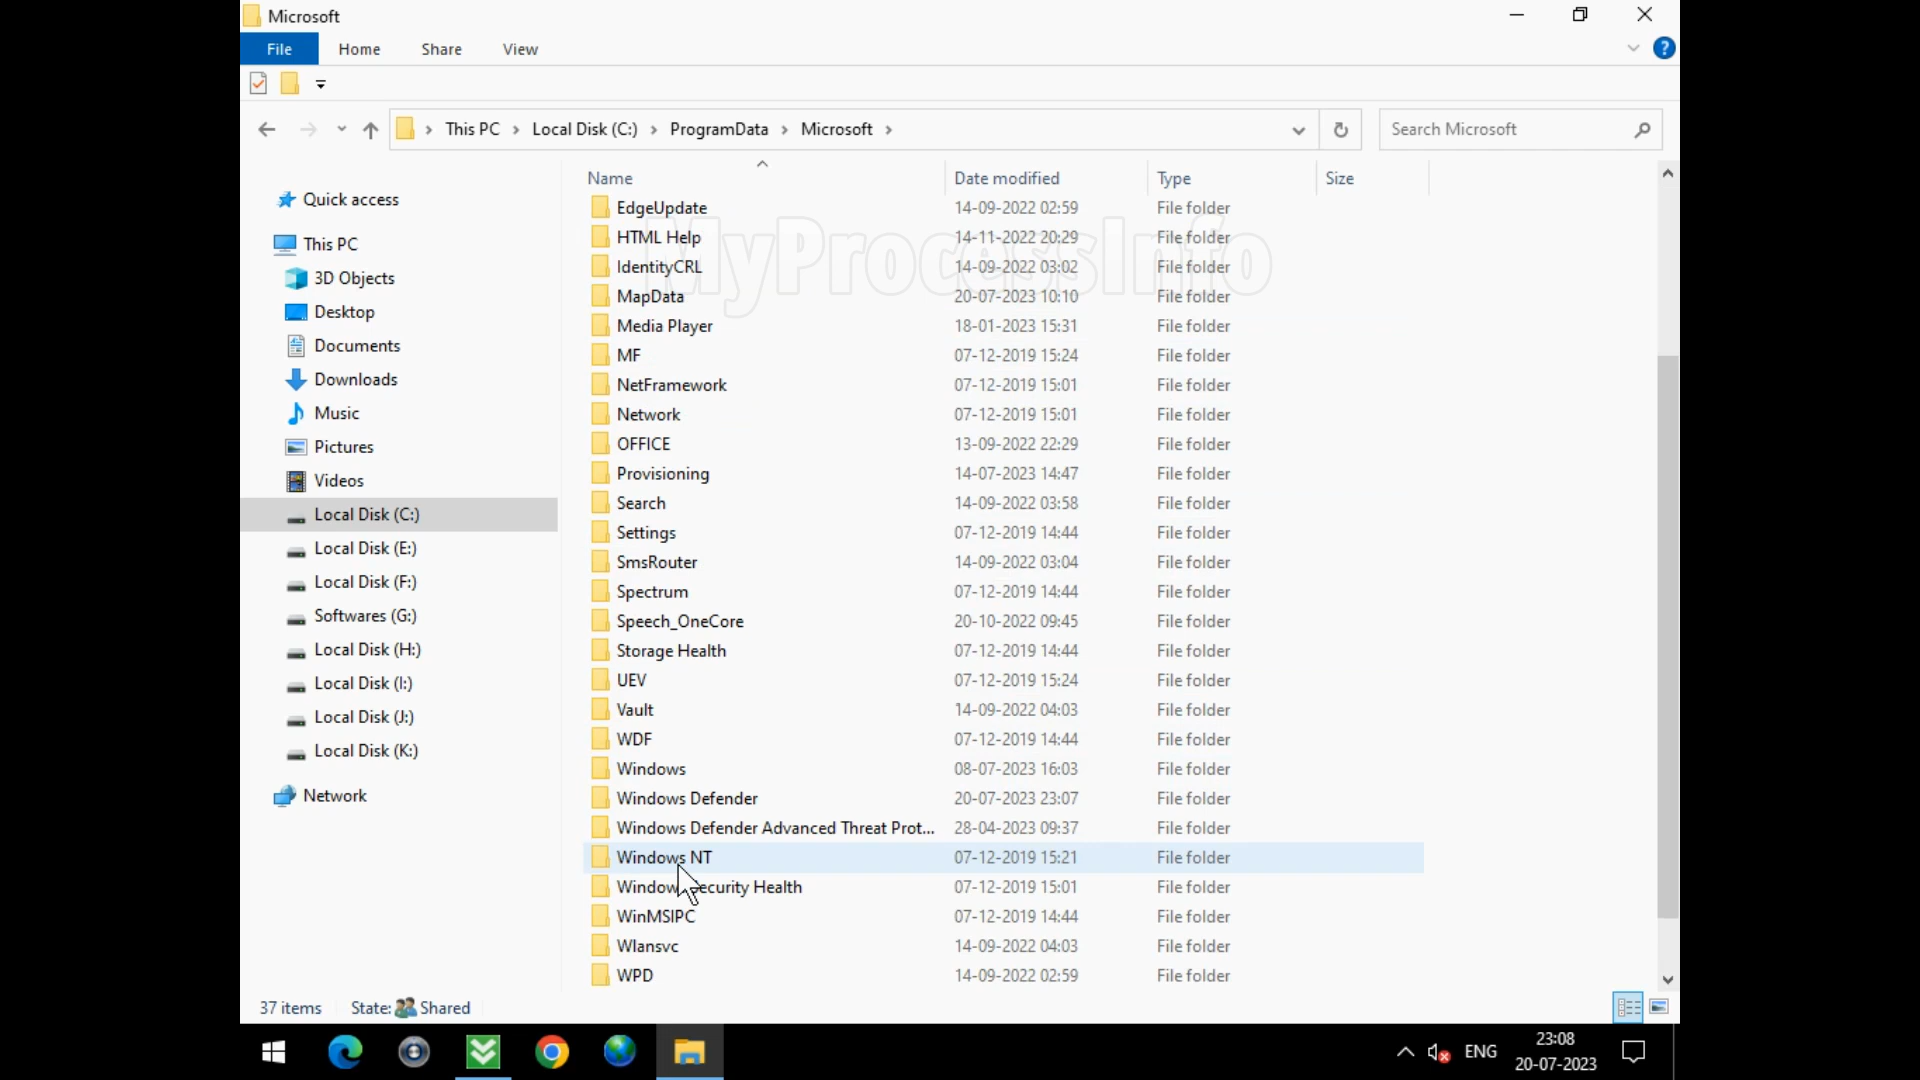 Microsoft
File Home Share View
This PC Local Disk (C:) ProgramData Microsoft
Search Microsoft
Name Date modified Type Size
Quick access
This PC
3D Objects
Desktop
Documents
Downloads
Music
Pictures
Videos
Local Disk (C:)
Local Disk (E:)
Local Disk (F:)
Softwares (G:)
Local Disk (H:)
Local Disk (I:)
Local Disk (J:)
Local Disk (K:)
Network
EdgeUpdate 14-09-2022 02:59 File folder
HTML Help 14-11-2022 20:29 File folder
MyProcessInfo
IdentityCRL 14-09-2022 03:02 File folder
MapData 20-07-2023 10:10 File folder
Media Player 18-01-2023 15:31 File folder
MF 07-12-2019 15:24 File folder
NetFramework 07-12-2019 15:01 File folder
Network 07-12-2019 15:01 File folder
OFFICE 13-09-2022 22:29 File folder
Provisioning 14-07-2023 14:47 File folder
Search 14-09-2022 03:58 File folder
Settings 07-12-2019 14:44 File folder
SmsRouter 14-09-2022 03:04 File folder
Spectrum 07-12-2019 14:44 File folder
Speech_OneCore 20-10-2022 09:45 File folder
Storage Health 07-12-2019 14:44 File folder
UEV 07-12-2019 15:24 File folder
Vault 14-09-2022 04:03 File folder
WDF 07-12-2019 14:44 File folder
Windows 08-07-2023 16:03 File folder
Windows Defender 20-07-2023 23:07 File folder
Windows Defender Advanced Threat Prot... 28-04-2023 09:37 File folder
Windows NT 07-12-2019 15:21 File folder
Windows Security Health 07-12-2019 15:01 File folder
WinMSIPC 07-12-2019 14:44 File folder
Wlansvc 14-09-2022 04:03 File folder
WPD 14-09-2022 02:59 File folder
37 items State: Shared
ENG
23:08
20-07-2023